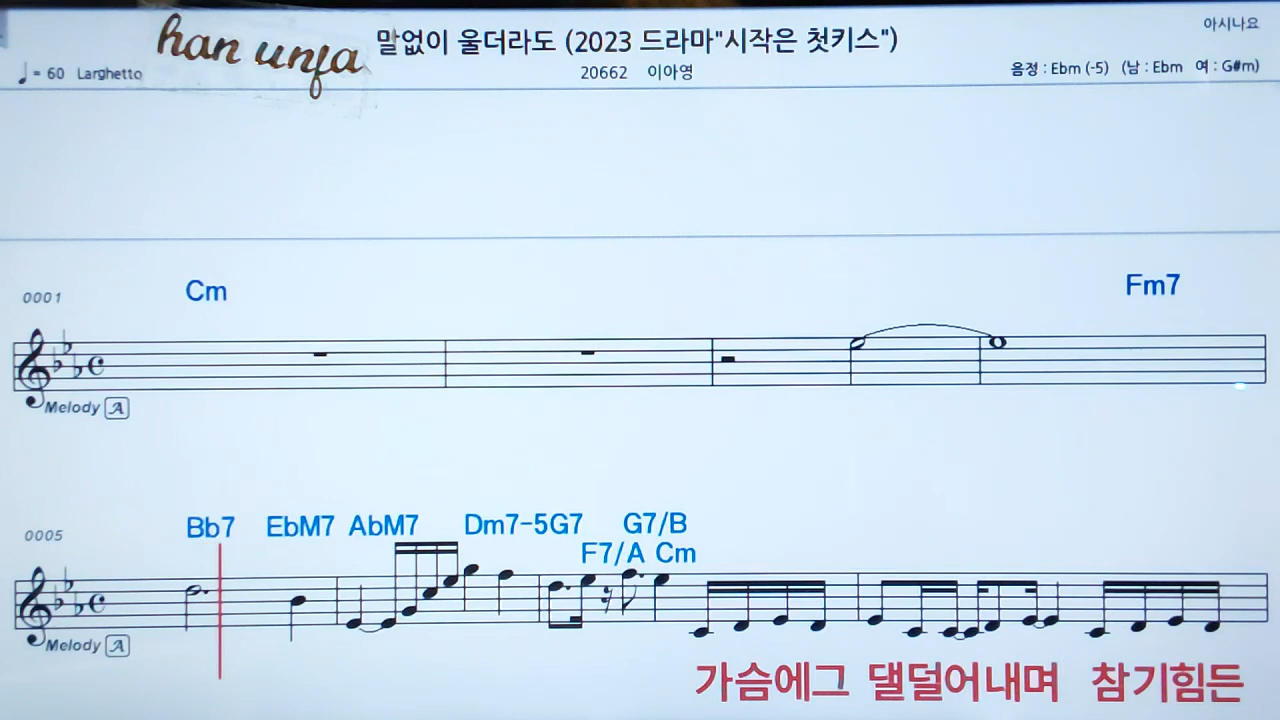 아시나요
han unfa
말없이 울더라도 (2023 드라마"시작은 첫키스")
♩= 60 Larghetto
20662 이아영
음정 : Ebm (-5) (남 : Ebm 여 : G#m)
0001 Cm Fm7
Melody A
0005 Bb7 EbM7 AbM7 Dm7-5G7 G7/B
F7/A Cm
Melody A
가슴에그 댈덜어내며 참기힘든